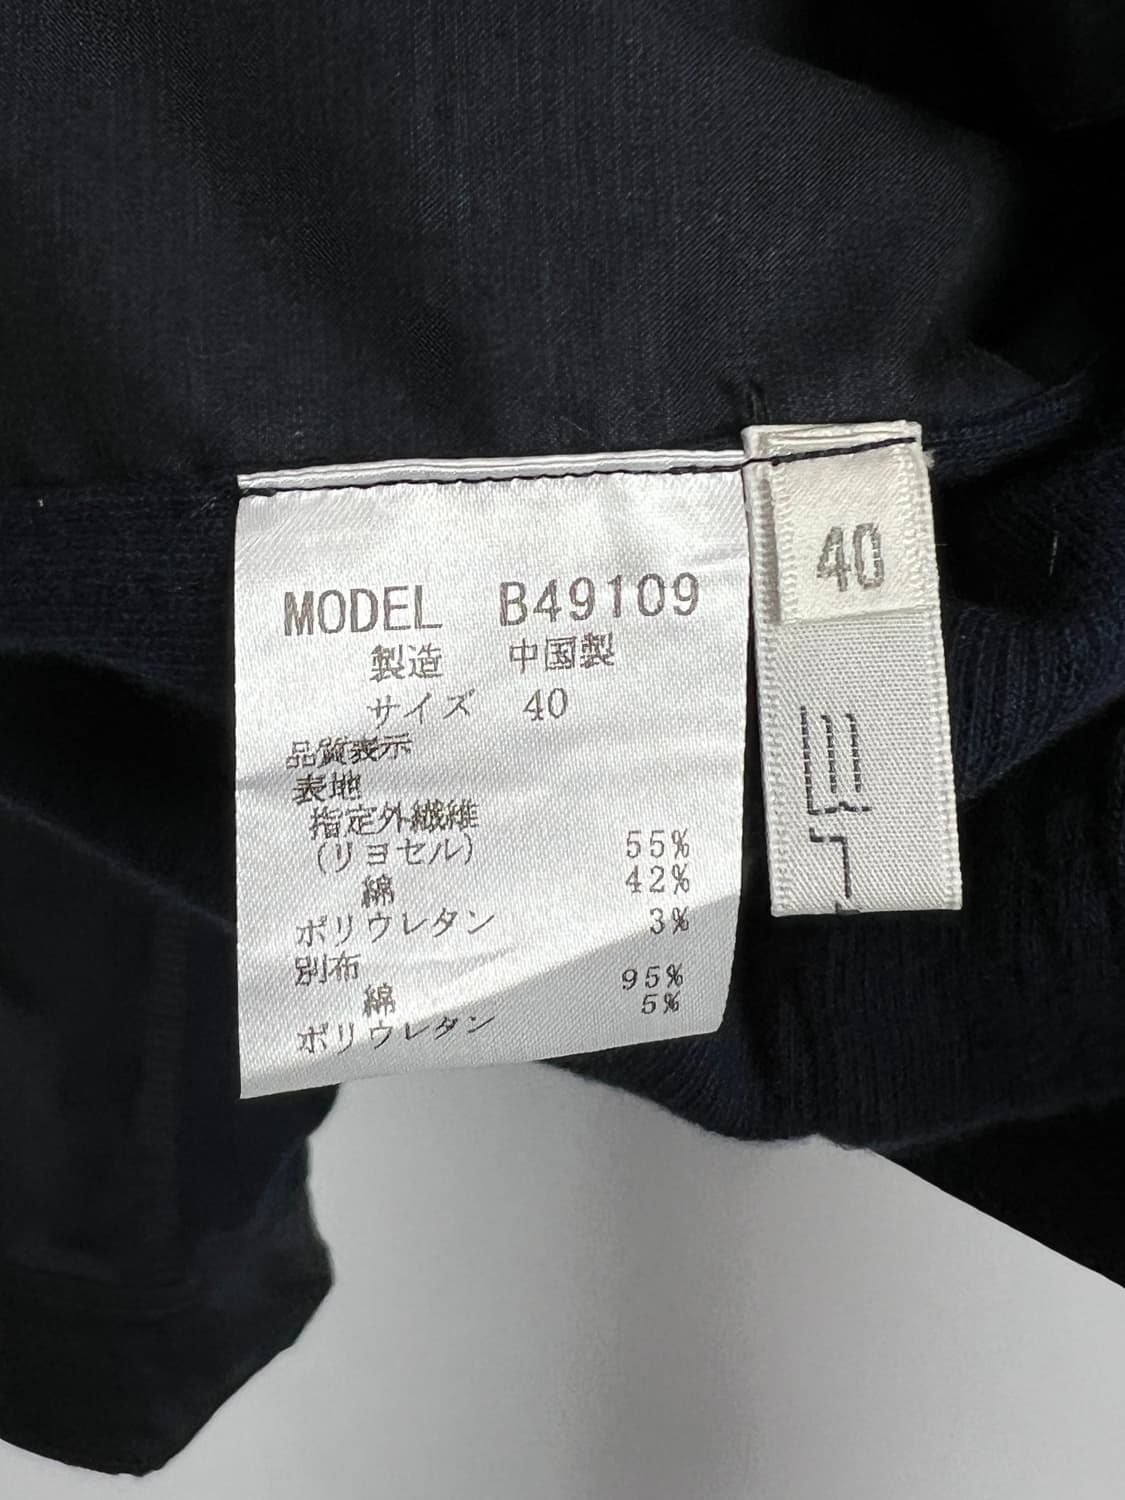 MODEL B49109
製造 中国製
サイズ 40
品質表示
表地
指定外繊維
(リヨセル) 55%
綿 42%
ポリウレタン 3%
別布
綿 95%
ポリウレタン 5%
40